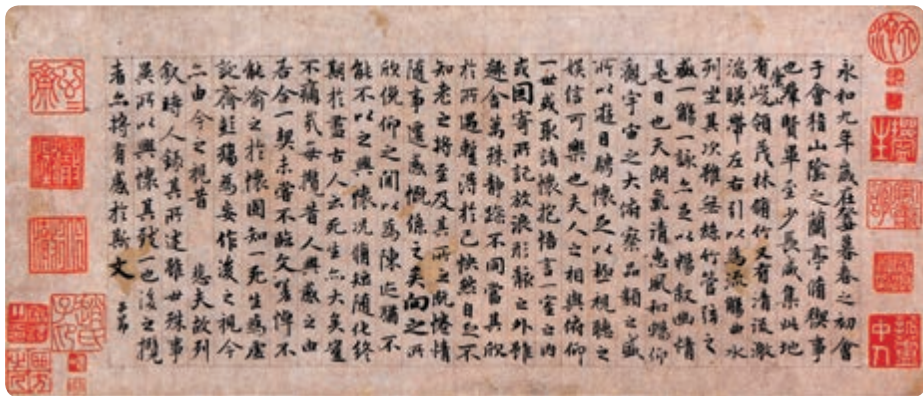 永和九年歲在癸丑暮春之初會
于會稽山陰之蘭亭脩禊事
也羣賢畢至少長咸集此地
有崇山峻領茂林脩竹又有清流激
湍暎帶左右引以為流觴曲水
列坐其次雖無絲竹管弦之
盛一觴一詠亦足以暢敘幽情
是日也天朗氣清惠風和暢仰
觀宇宙之大俯察品類之盛
所以遊目騁懷足以極視聽之
娛信可樂也夫人之相與俯仰
一世或取諸懷抱悟言一室之內
或因寄所託放浪形骸之外雖
趣舍萬殊靜躁不同當其欣
於所遇蹔得於己快然自足不
知老之將至及其所之既惓情
隨事遷感慨係之矣向之所
欣俛仰之間以為陳迹猶不
能不以之興懷況脩短隨化終
期於盡古人云死生亦大矣豈
不痛哉每攬昔人興感之由
若合一契未嘗不臨文嗟悼不
能喻之於懷固知一死生為虛
誕齊彭殤為妄作後之視今
亦由今之視昔 悲夫故列
敘時人錄其所述雖世殊事
異所以興懷其致一也後之攬
者亦將有感於斯文 子昂